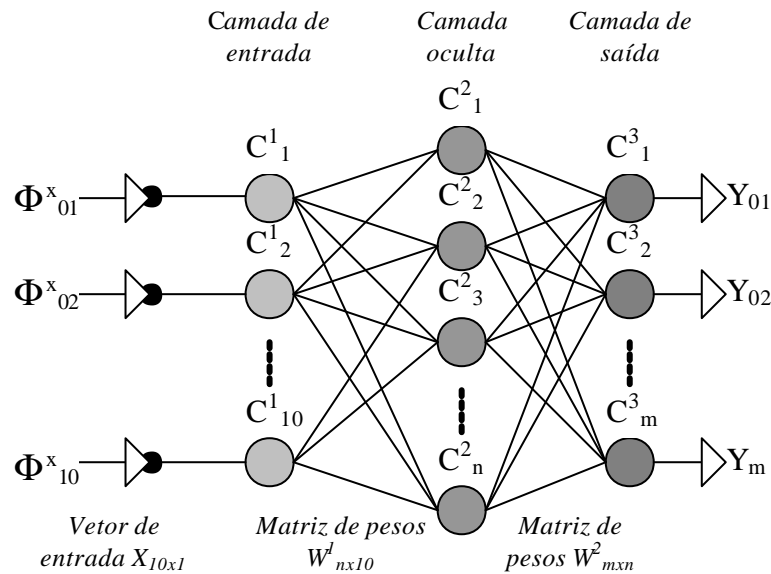 Camada de
entrada
Camada
oculta
Camada de
saída
C²₁
C¹₁
C³₁
Φˣ₀₁
C²₂
Y₀₁
C¹₂
C³₂
Φˣ₀₂
C²₃
Y₀₂
C¹₁₀
C³ₘ
Φˣ₁₀
C²ₙ
Yₘ
Vetor de
entrada X₁₀ₓ₁
Matriz de pesos
W¹ₙₓ₁₀
Matriz de
pesos W²ₘₓₙ